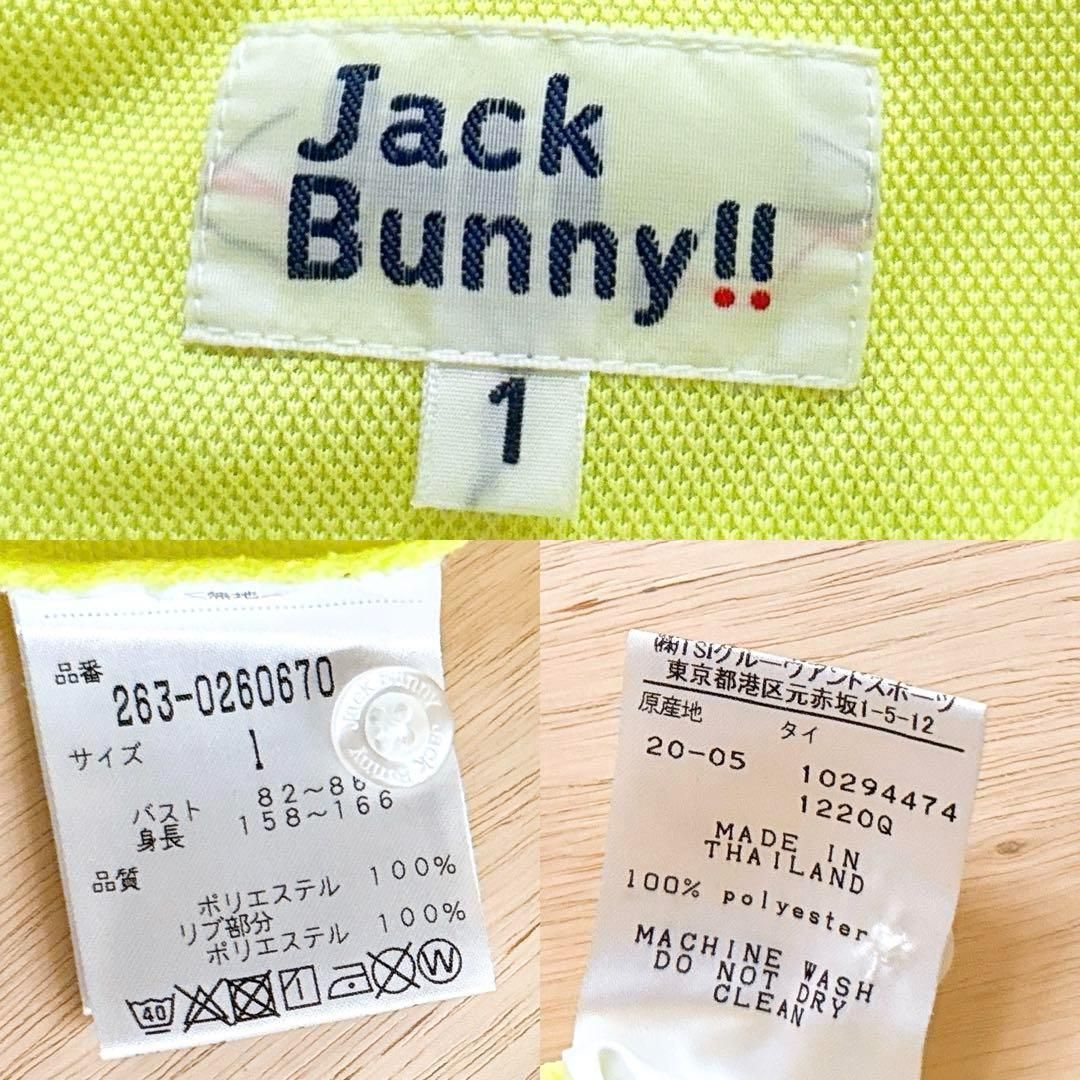 Jack
Bunny!!
1
品番
263-0260670
サイズ 1
バスト 82～86
身長 158～166
品質
ポリエステル 100%
リブ部分
ポリエステル 100%
40
W
Jack Bunny Jack Bunny
㈱TSIグルーヴアンドスポーツ
東京都港区元赤坂1-5-12
原産地 タイ
20-05 10294474
1220Q
MADE IN
THAILAND
100% polyester
MACHINE WASH
DO NOT DRY
CLEAN